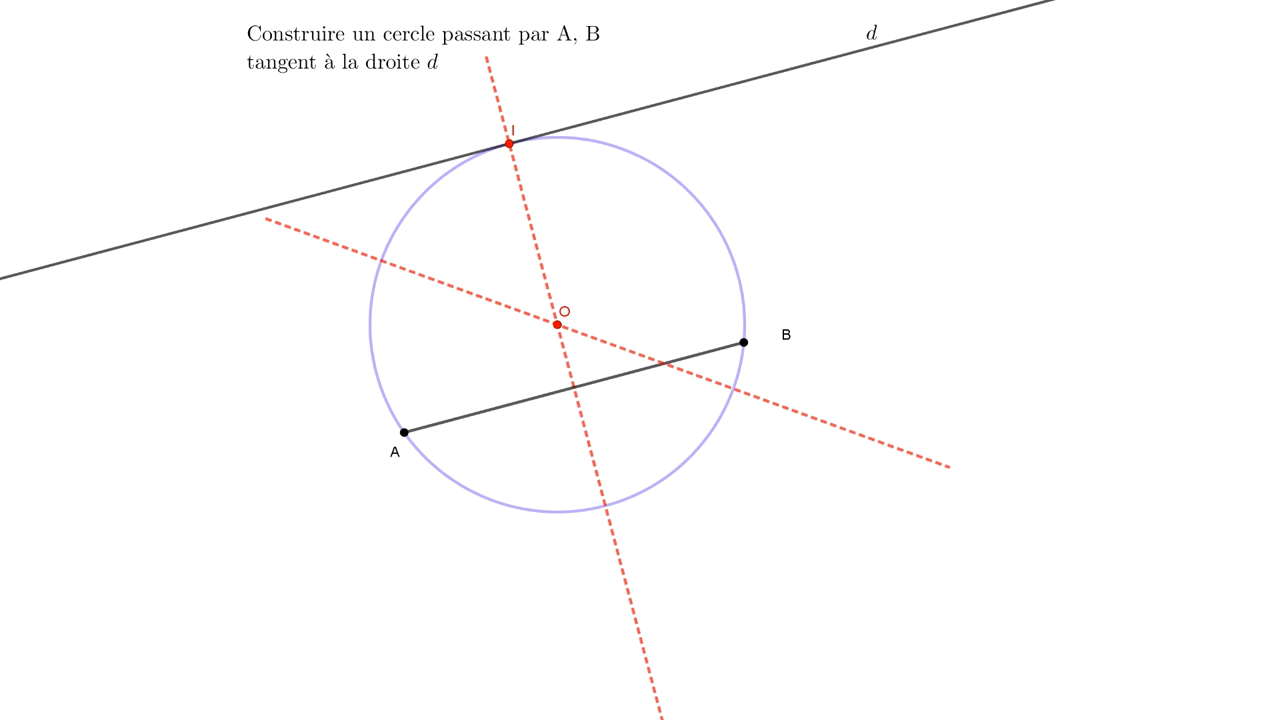 Construire un cercle passant par A, B
d
tangent à la droite d
I
O
B
A